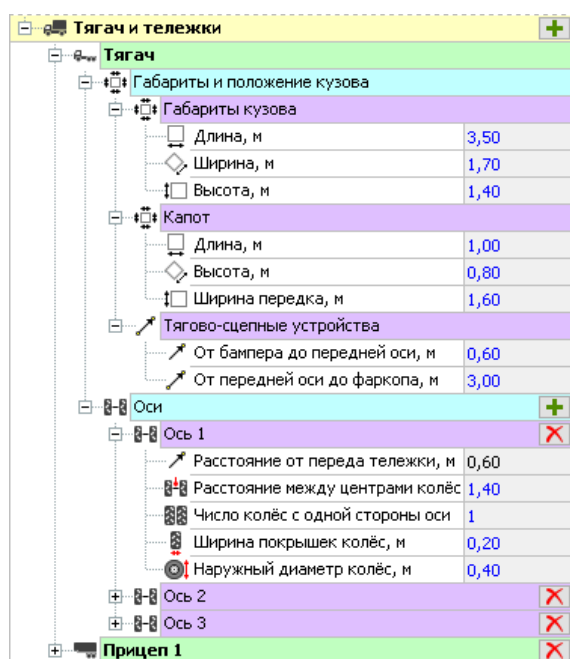 Тягач и тележки
Тягач
Габариты и положение кузова
Габариты кузова
Длина, м 3,50
Ширина, м 1,70
Высота, м 1,40
Капот
Длина, м 1,00
Высота, м 0,80
Ширина передка, м 1,60
Тягово-сцепные устройства
От бампера до передней оси, м 0,60
От передней оси до фаркопа, м 3,00
Оси
Ось 1
Расстояние от переда тележки, м 0,60
Расстояние между центрами колёс 1,40
Число колёс с одной стороны оси 1
Ширина покрышек колёс, м 0,20
Наружный диаметр колёс, м 0,40
Ось 2
Ось 3
Прицеп 1